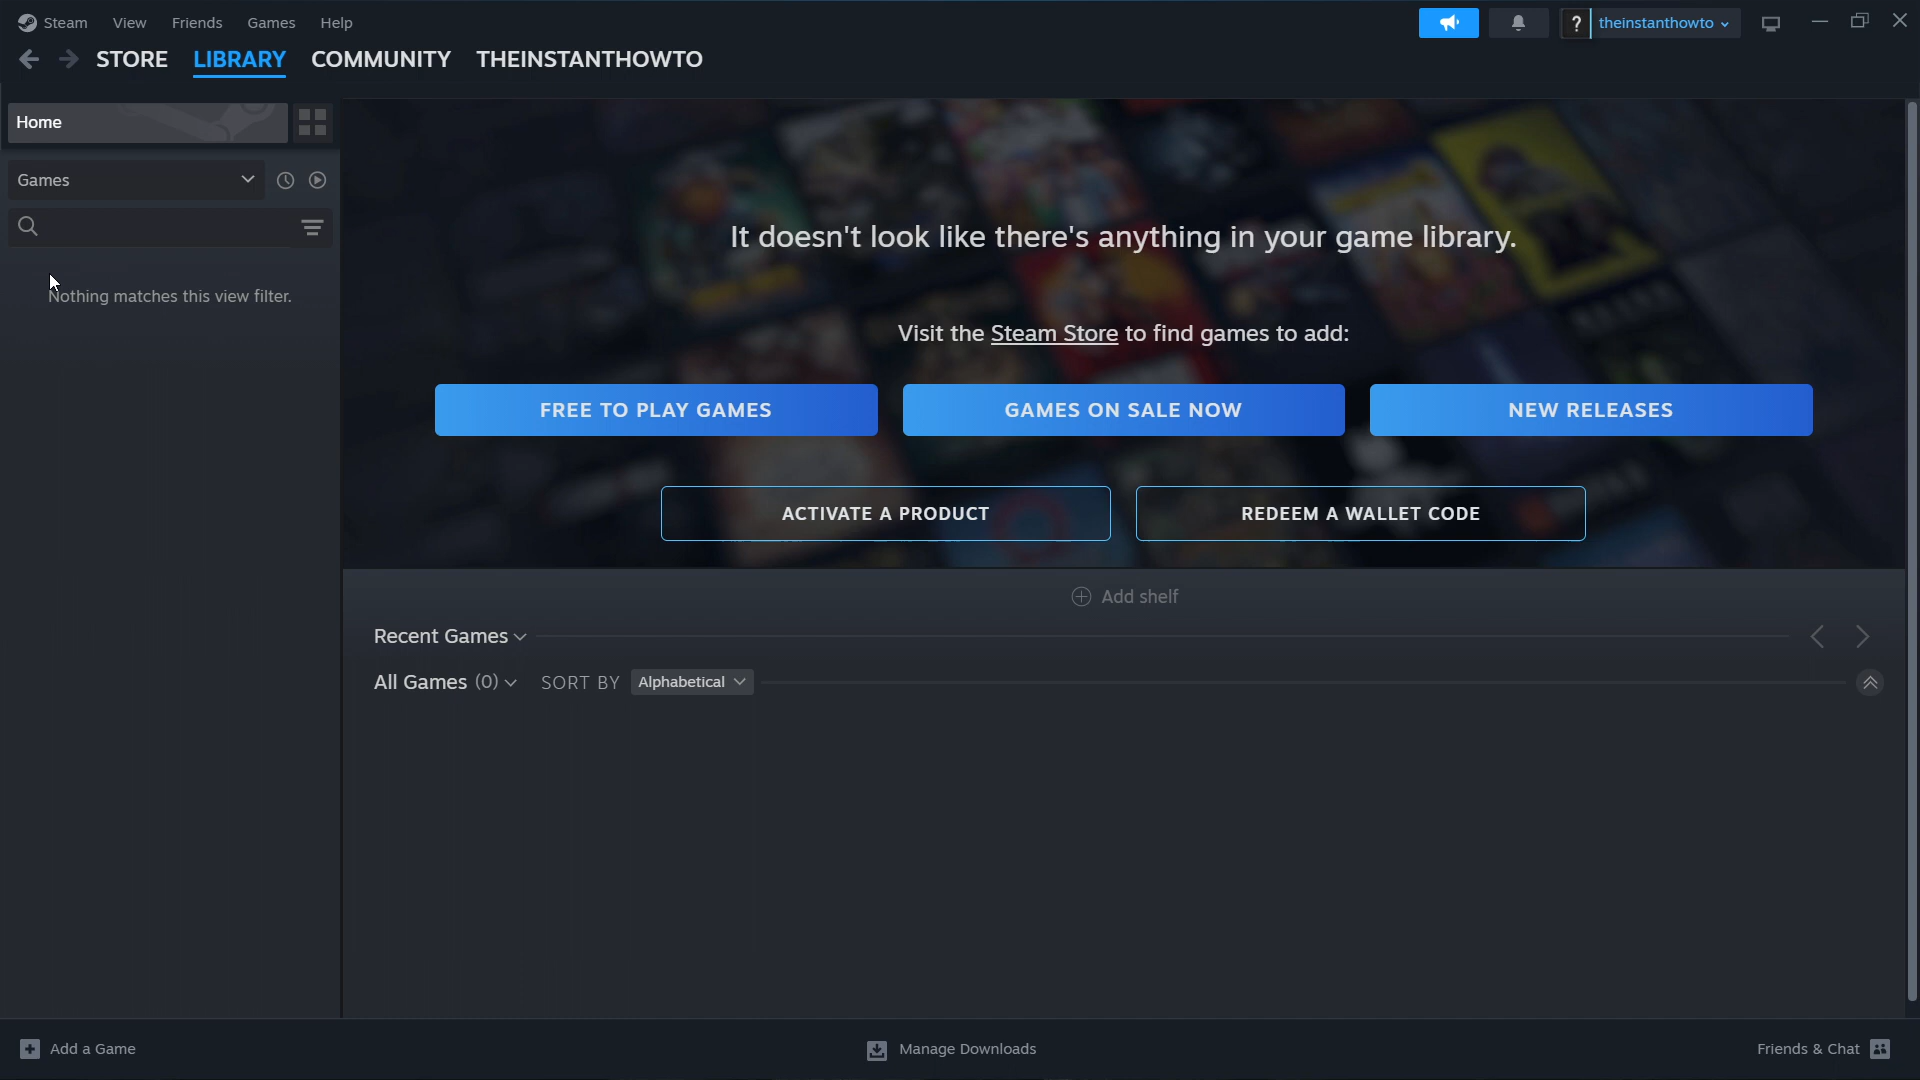 Steam View Friends Games Help
? theinstanthowto
STORE LIBRARY COMMUNITY THEINSTANTHOWTO
Home
Games
Nothing matches this view filter.
It doesn't look like there's anything in your game library.
Visit the Steam Store to find games to add:
FREE TO PLAY GAMES GAMES ON SALE NOW NEW RELEASES
ACTIVATE A PRODUCT REDEEM A WALLET CODE
Add shelf
Recent Games
All Games (0) SORT BY Alphabetical
Add a Game Manage Downloads Friends & Chat